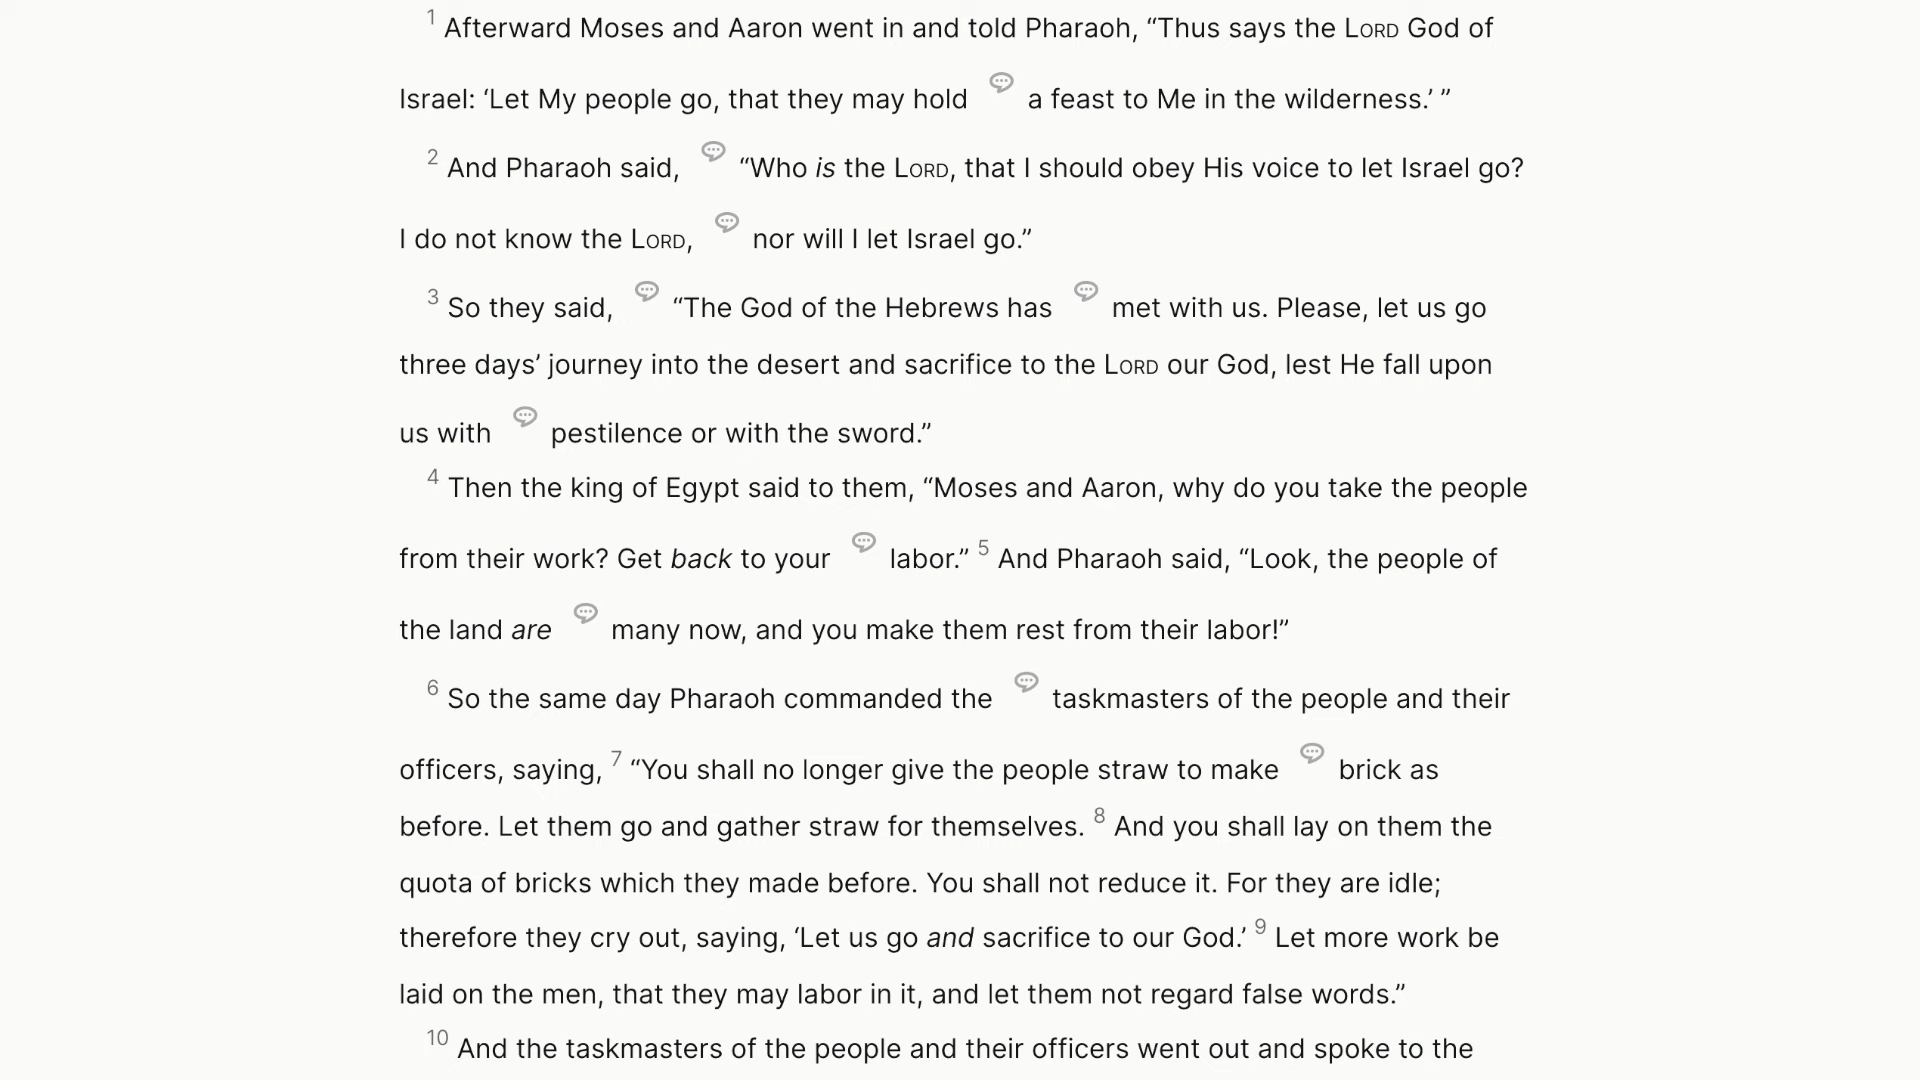 1 Afterward Moses and Aaron went in and told Pharaoh, “Thus says the LORD God of
Israel: ‘Let My people go, that they may hold a feast to Me in the wilderness.’ ”
2 And Pharaoh said, “Who is the LORD, that I should obey His voice to let Israel go?
I do not know the LORD, nor will I let Israel go.”
3 So they said, “The God of the Hebrews has met with us. Please, let us go
three days’ journey into the desert and sacrifice to the LORD our God, lest He fall upon
us with pestilence or with the sword.”
4 Then the king of Egypt said to them, “Moses and Aaron, why do you take the people
from their work? Get back to your labor.” 5 And Pharaoh said, “Look, the people of
the land are many now, and you make them rest from their labor!”
6 So the same day Pharaoh commanded the taskmasters of the people and their
officers, saying, 7 “You shall no longer give the people straw to make brick as
before. Let them go and gather straw for themselves. 8 And you shall lay on them the
quota of bricks which they made before. You shall not reduce it. For they are idle;
therefore they cry out, saying, ‘Let us go and sacrifice to our God.’ 9 Let more work be
laid on the men, that they may labor in it, and let them not regard false words.”
10 And the taskmasters of the people and their officers went out and spoke to the